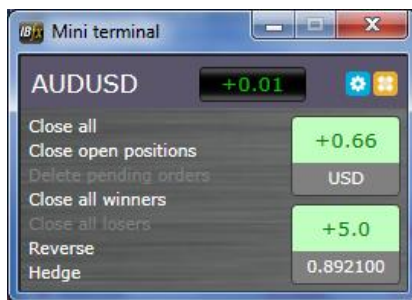 IBfx Mini terminal
AUDUSD +0.01
Close all
Close open positions
Delete pending orders
Close all winners
Close all losers
Reverse
Hedge
+0.66
USD
+5.0
0.892100